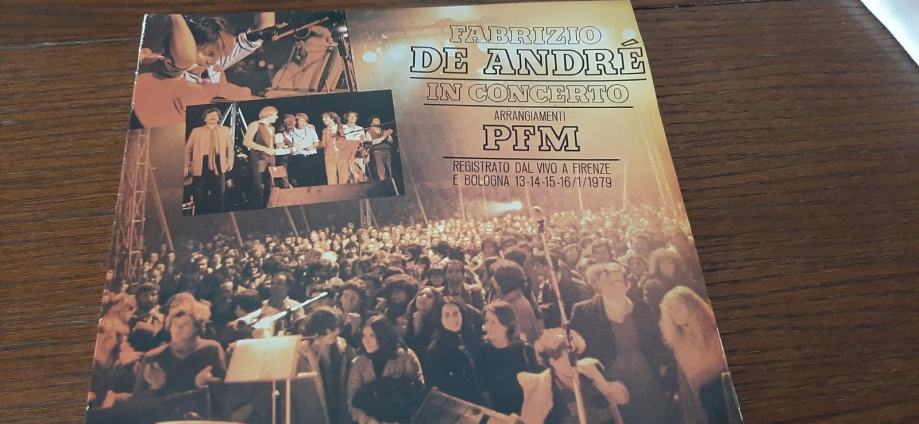 FABRIZIO
DE ANDRÉ
IN CONCERTO
ARRANGIAMENTI
PFM
REGISTRATO DAL VIVO A FIRENZE
E BOLOGNA 13-14-15-16/1/1979